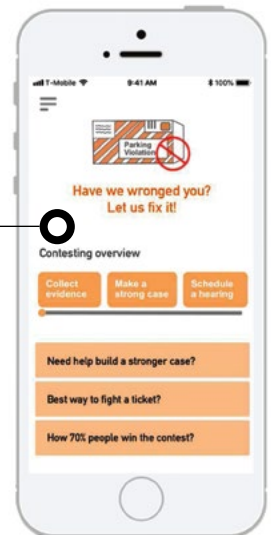 T-Mobile 9:41 AM 100%
Parking
Violation
Have we wronged you?
Let us fix it!
Contesting overview
Collect
evidence
Make a
strong case
Schedule
a hearing
Need help build a stronger case?
Best way to fight a ticket?
How 70% people win the contest?